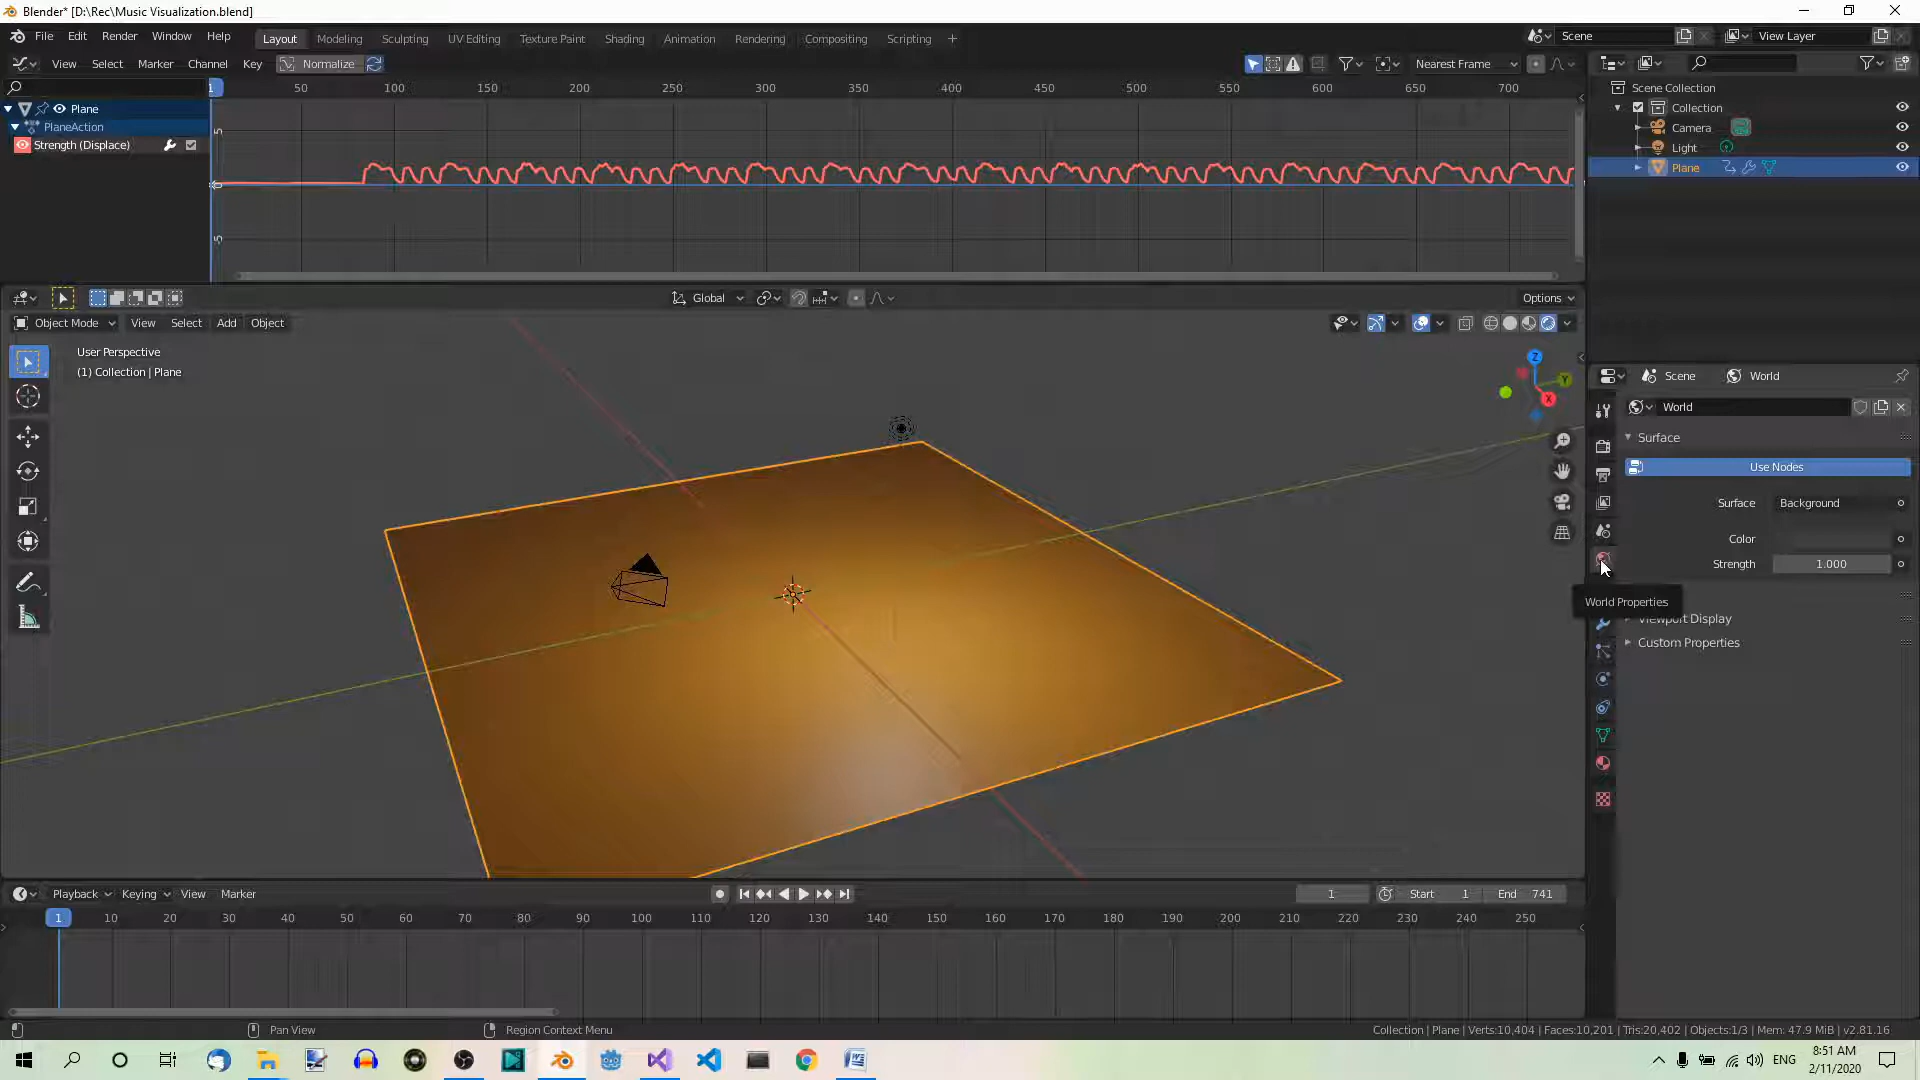 Blender* [D:\Rec\Music Visualization.blend]
File Edit Render Window Help
Layout Modeling Sculpting UV Editing Texture Paint Shading Animation Rendering Compositing Scripting
Scene
View Layer
View Select Marker Channel Key Normalize
Nearest Frame
1 50 100 150 200 250 300 350 400 450 500 550 600 650 700
Plane
PlaneAction
Strength (Displace)
5
0
-5
Scene Collection
Collection
Camera
Light
Plane
Global
Options
Object Mode View Select Add Object
User Perspective
(1) Collection | Plane
Z
Y
X
Scene World
World
Surface
Use Nodes
Surface Background
Color
Strength 1.000
World Properties
Viewport Display
Custom Properties
Playback Keying View Marker
1 Start 1 End 741
1 10 20 30 40 50 60 70 80 90 100 110 120 130 140 150 160 170 180 190 200 210 220 230 240 250
Pan View
Region Context Menu
Collection | Plane | Verts:10,404 | Faces:10,201 | Tris:20,402 | Objects:1/3 | Mem: 47.9 MiB | v2.81.16
ENG
8:51 AM
2/11/2020